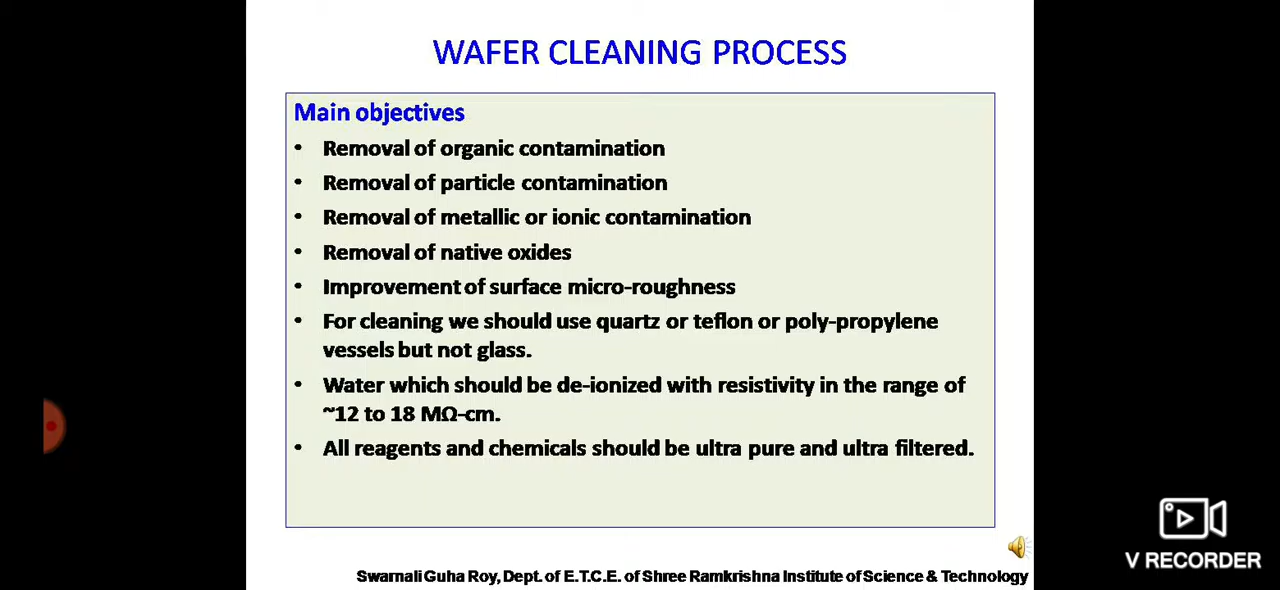 WAFER CLEANING PROCESS
Main objectives
• Removal of organic contamination
• Removal of particle contamination
• Removal of metallic or ionic contamination
• Removal of native oxides
• Improvement of surface micro-roughness
• For cleaning we should use quartz or teflon or poly-propylene
vessels but not glass.
• Water which should be de-ionized with resistivity in the range of
~12 to 18 MΩ-cm.
• All reagents and chemicals should be ultra pure and ultra filtered.
V RECORDER
Swarnali Guha Roy, Dept. of E.T.C.E. of Shree Ramkrishna Institute of Science & Technology